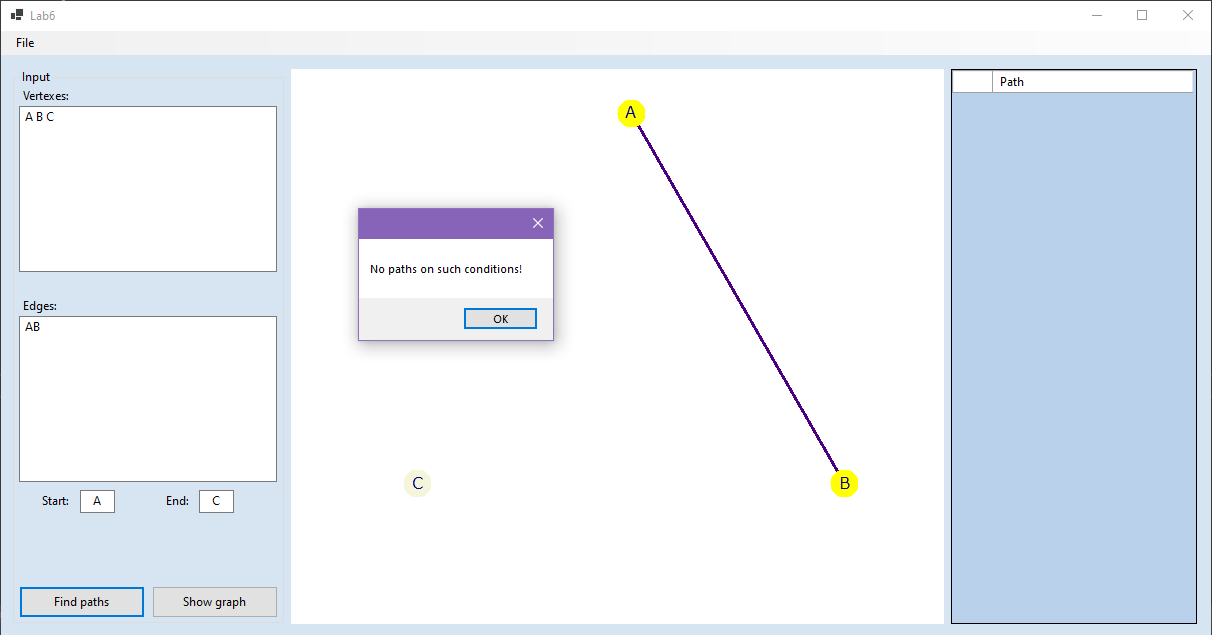 Lab6
File
Input
Vertexes:
A B C
Edges:
AB
Start: A End: C
Find paths Show graph
A
B
C
No paths on such conditions!
OK
Path